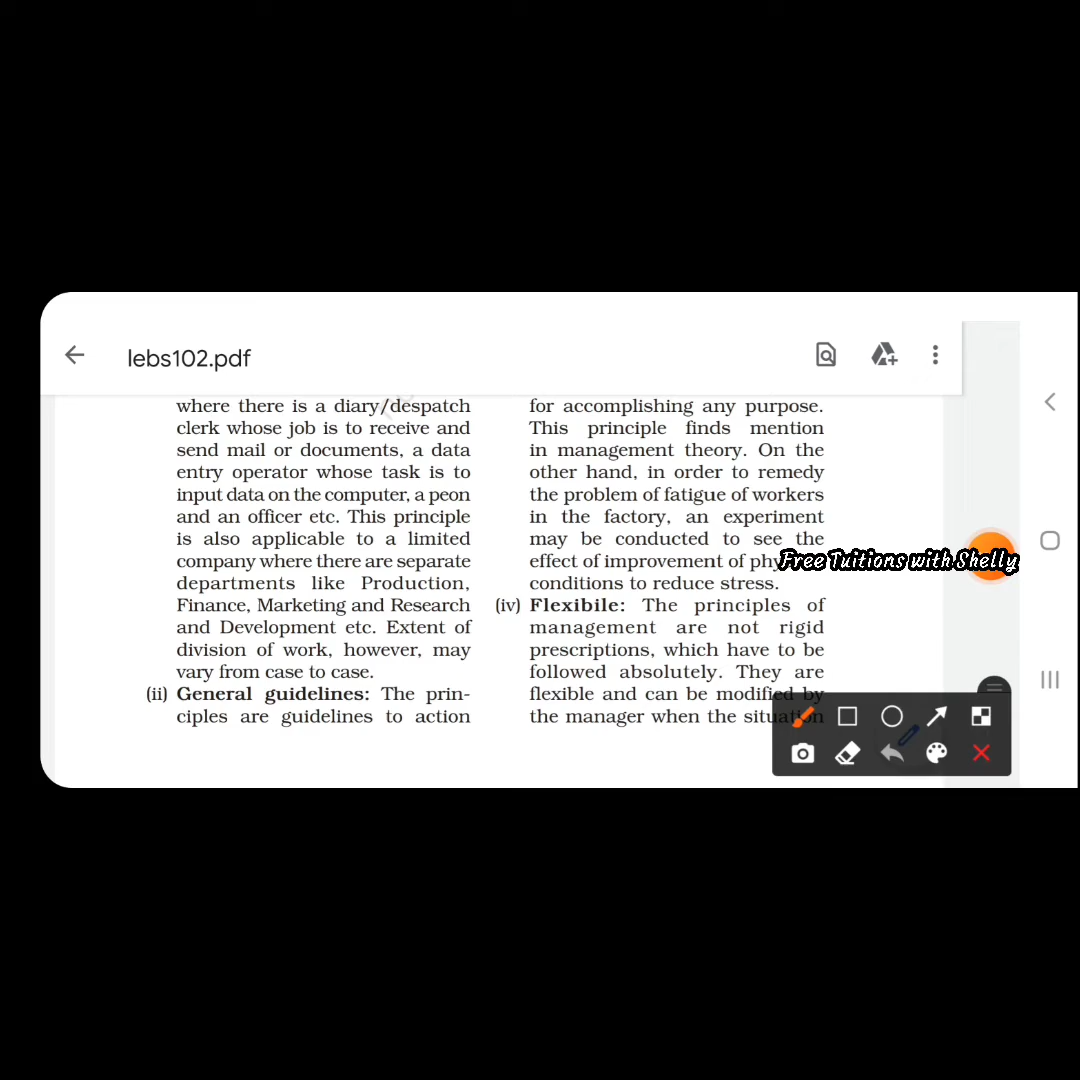 lebs102.pdf
where there is a diary/despatch
clerk whose job is to receive and
send mail or documents, a data
entry operator whose task is to
input data on the computer, a peon
and an officer etc. This principle
is also applicable to a limited
company where there are separate
departments like Production,
Finance, Marketing and Research
and Development etc. Extent of
division of work, however, may
vary from case to case.
(ii) General guidelines: The prin-
ciples are guidelines to action
for accomplishing any purpose.
This principle finds mention
in management theory. On the
other hand, in order to remedy
the problem of fatigue of workers
in the factory, an experiment
may be conducted to see the
effect of improvement of phy
conditions to reduce stress.
(iv) Flexibile: The principles of
management are not rigid
prescriptions, which have to be
followed absolutely. They are
flexible and can be modified by
the manager when the situation
Free Tuitions with Shelly